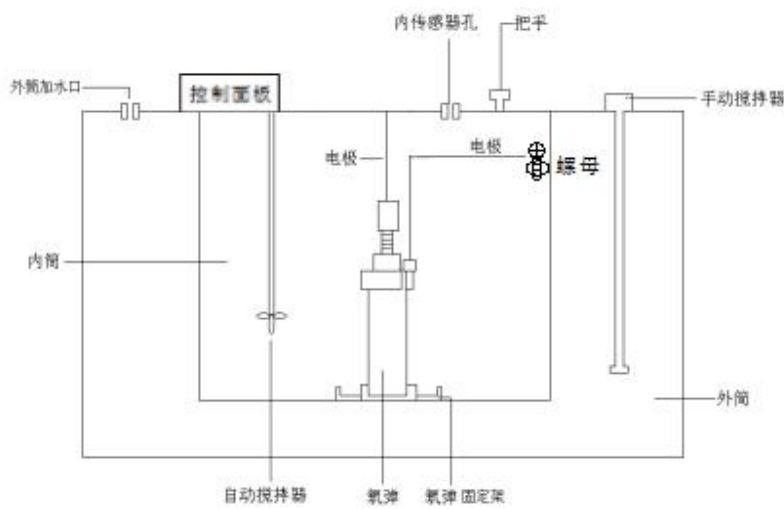 内传感器孔
把手
外筒加水口
控制面板
手动搅拌器
电极
电极
螺母
内筒
外筒
自动搅拌器
氧弹
氧弹固定架